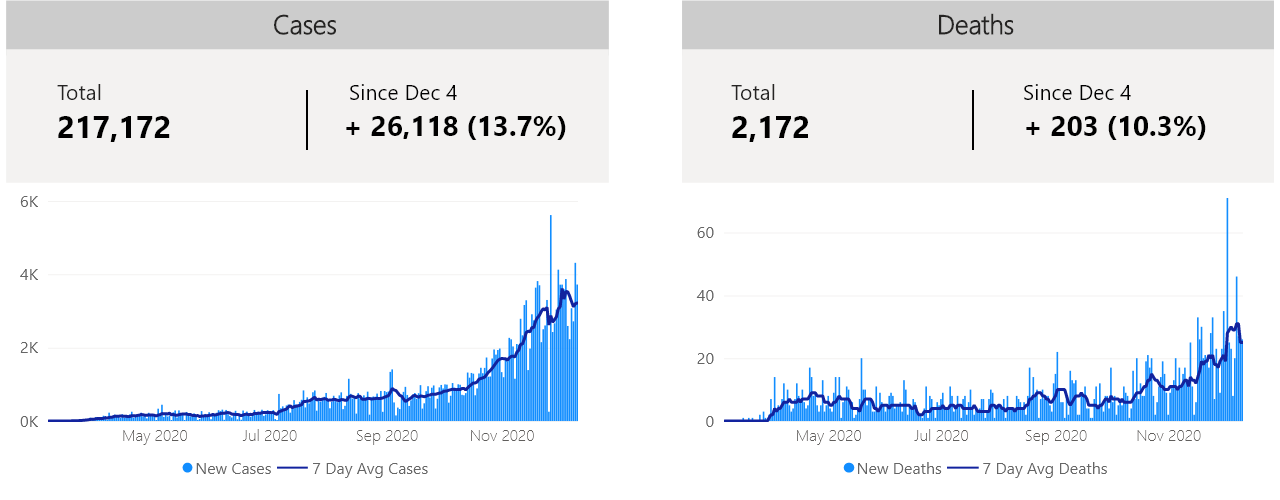 Cases
Total
217,172
Since Dec 4
+ 26,118 (13.7%)
6K
4K
2K
0K
May 2020
Jul 2020
Sep 2020
Nov 2020
New Cases
7 Day Avg Cases
Deaths
Total
2,172
Since Dec 4
+ 203 (10.3%)
60
40
20
0
May 2020
Jul 2020
Sep 2020
Nov 2020
New Deaths
7 Day Avg Deaths